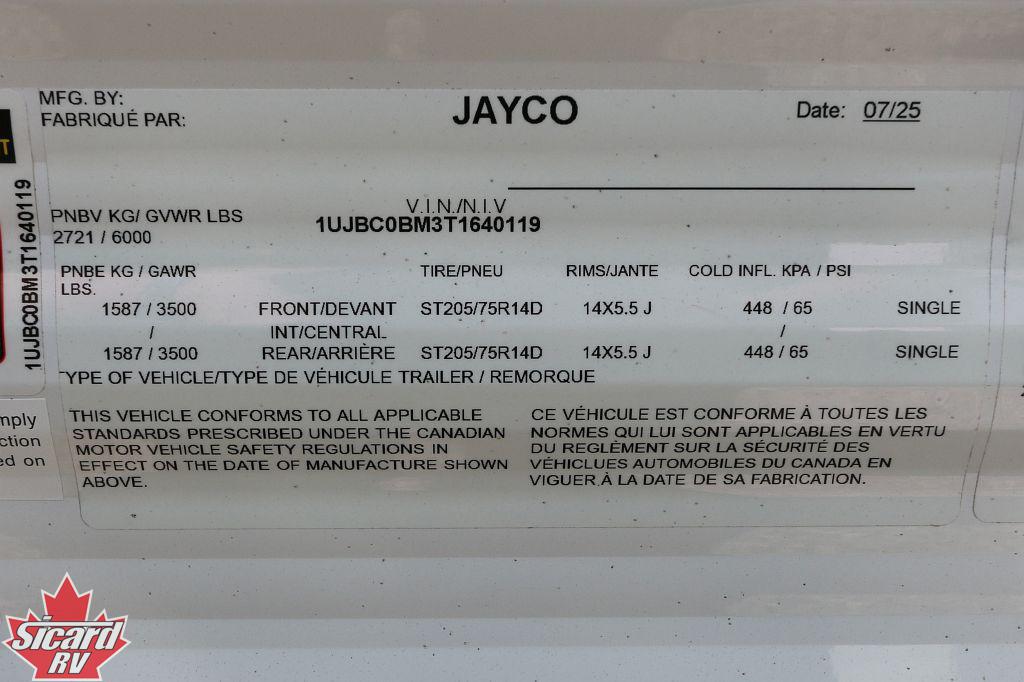 MFG. BY:
FABRIQUÉ PAR:
JAYCO
Date: 07/25
V.I.N./N.I.V
PNBV KG/ GVWR LBS
1UJBC0BM3T1640119
2721 / 6000
PNBE KG / GAWR TIRE/PNEU RIMS/JANTE COLD INFL. KPA / PSI
LBS.
1587 / 3500 FRONT/DEVANT ST205/75R14D 14X5.5 J 448 / 65 SINGLE
/ INT/CENTRAL /
1587 / 3500 REAR/ARRIÈRE ST205/75R14D 14X5.5 J 448 / 65 SINGLE
TYPE OF VEHICLE/TYPE DE VÉHICULE TRAILER / REMORQUE
THIS VEHICLE CONFORMS TO ALL APPLICABLE
STANDARDS PRESCRIBED UNDER THE CANADIAN
MOTOR VEHICLE SAFETY REGULATIONS IN
EFFECT ON THE DATE OF MANUFACTURE SHOWN
ABOVE.
CE VÉHICULE EST CONFORME À TOUTES LES
NORMES QUI LUI SONT APPLICABLES EN VERTU
DU REGLÈMENT SUR LA SÉCURITÉ DES
VÉHICLUES AUTOMOBILES DU CANADA EN
VIGUER À LA DATE DE SA FABRICATION.
1UJBC0BM3T1640119
ed on
Sicard
RV